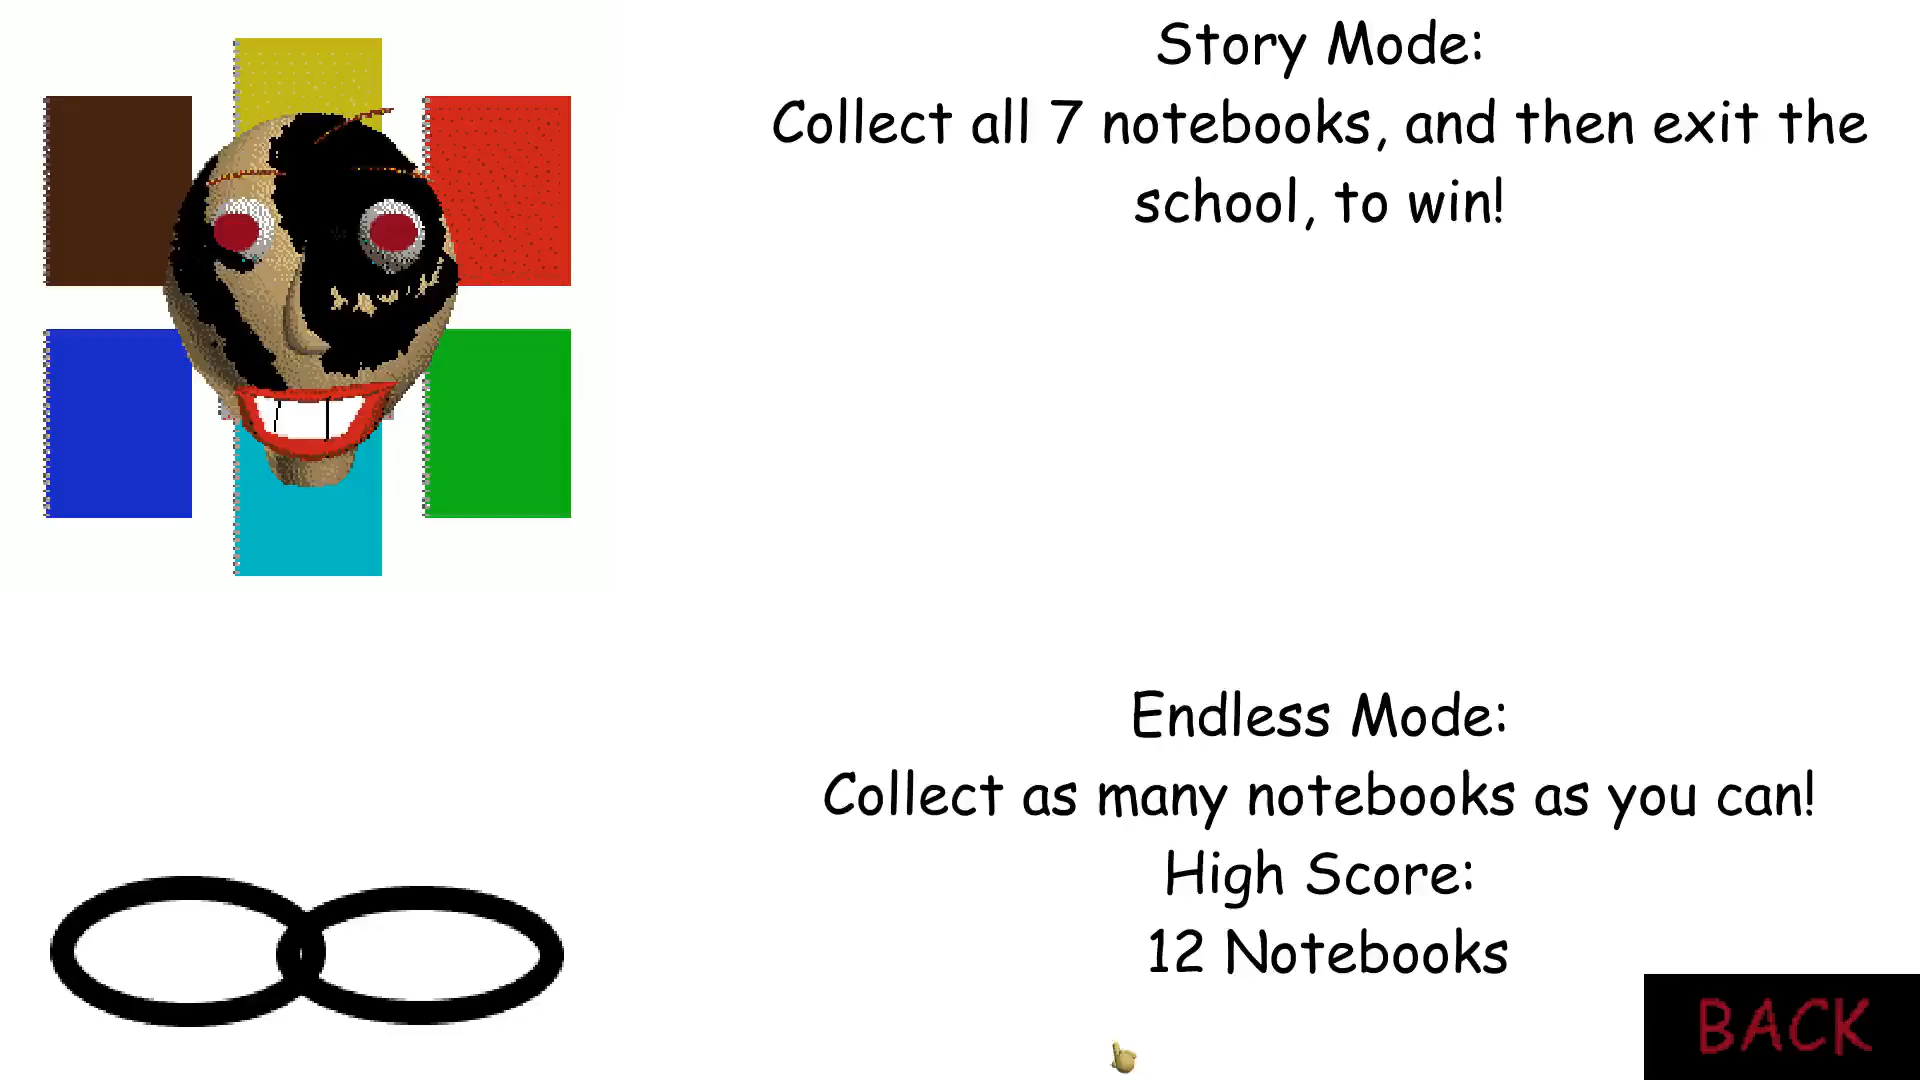 Story Mode:
Collect all 7 notebooks, and then exit the
school, to win!
Endless Mode:
Collect as many notebooks as you can!
High Score:
12 Notebooks
BACK